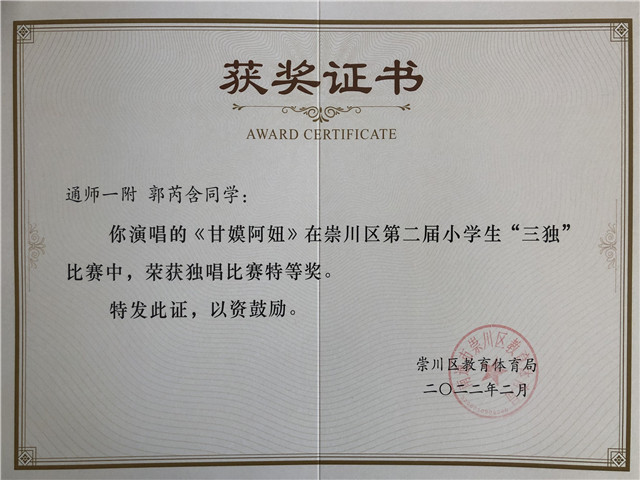 获奖证书
AWARD CERTIFICATE
通师一附 郭芮含同学：
你演唱的《甘嫫阿妞》在崇川区第二届小学生“三独”
比赛中，荣获独唱比赛特等奖。
特发此证，以资鼓励。
崇川区教育体育局
二〇二二年二月